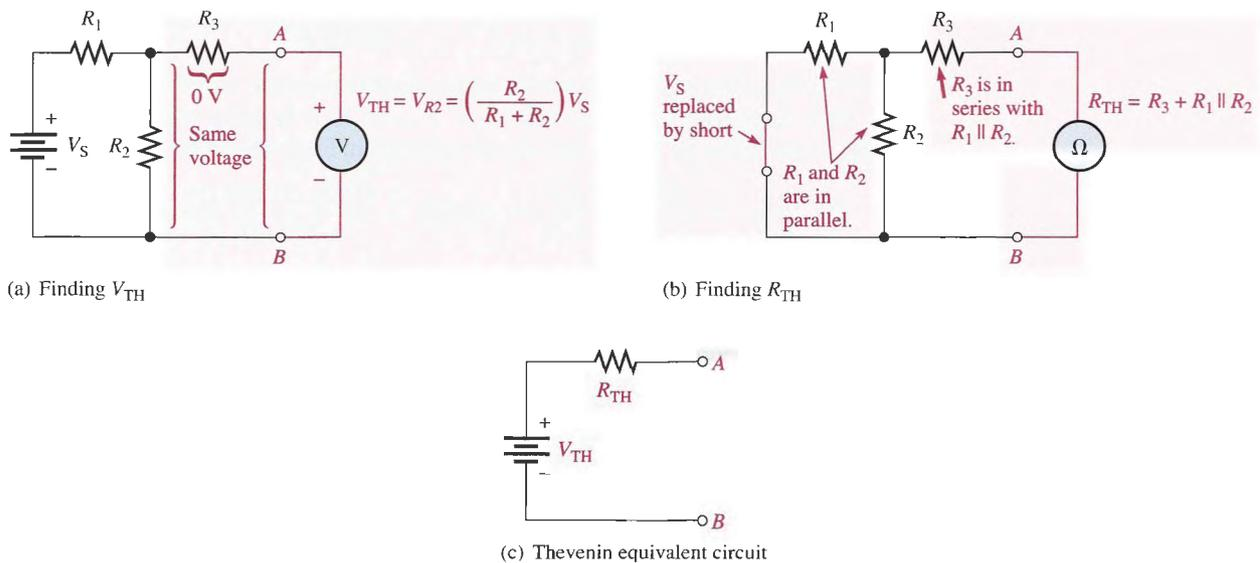 R1
R3
A
0 V
+
VS
−
R2
Same
voltage
+
V
−
VTH = VR2 = (R2 / (R1 + R2)) VS
B
(a) Finding VTH
R1
R3
A
VS
replaced
by short
R3 is in
series with
R1 || R2.
R2
R1 and R2
are in
parallel.
Ω
RTH = R3 + R1 || R2
B
(b) Finding RTH
RTH
A
+
VTH
−
B
(c) Thevenin equivalent circuit